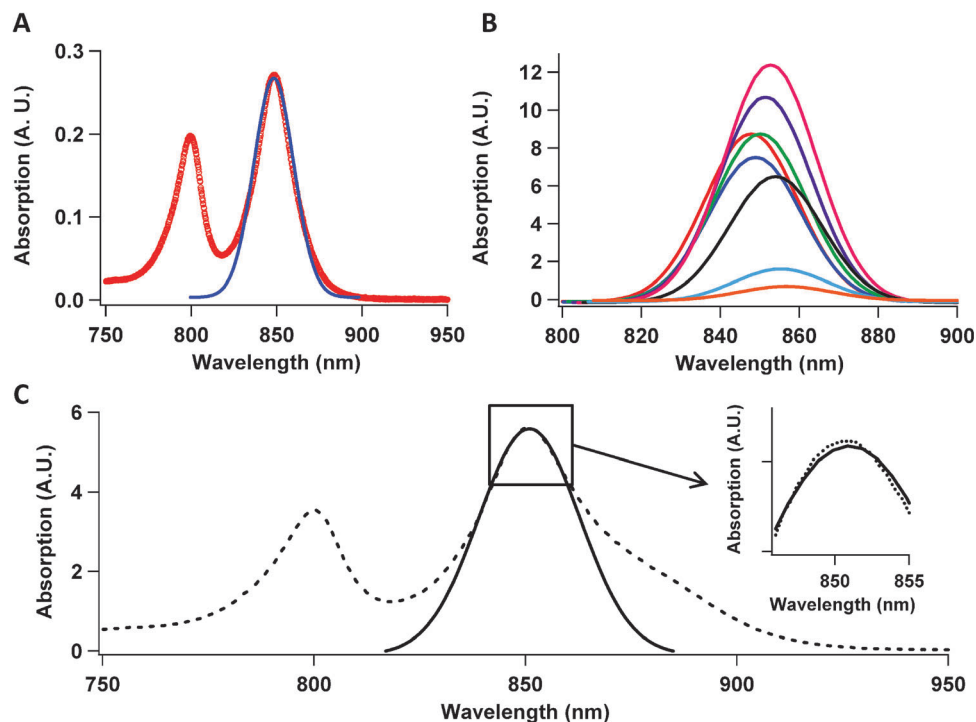 A
0.3
0.2
0.1
0.0
Absorption (A. U.)
750 800 850 900 950
Wavelength (nm)
B
12
10
8
6
4
2
0
Absorption (A.U.)
800 820 840 860 880 900
Wavelength (nm)
C
6
4
2
0
Absorption (A.U.)
750 800 850 900 950
Wavelength (nm)
Absorption (A.U.)
850 855
Wavelength (nm)